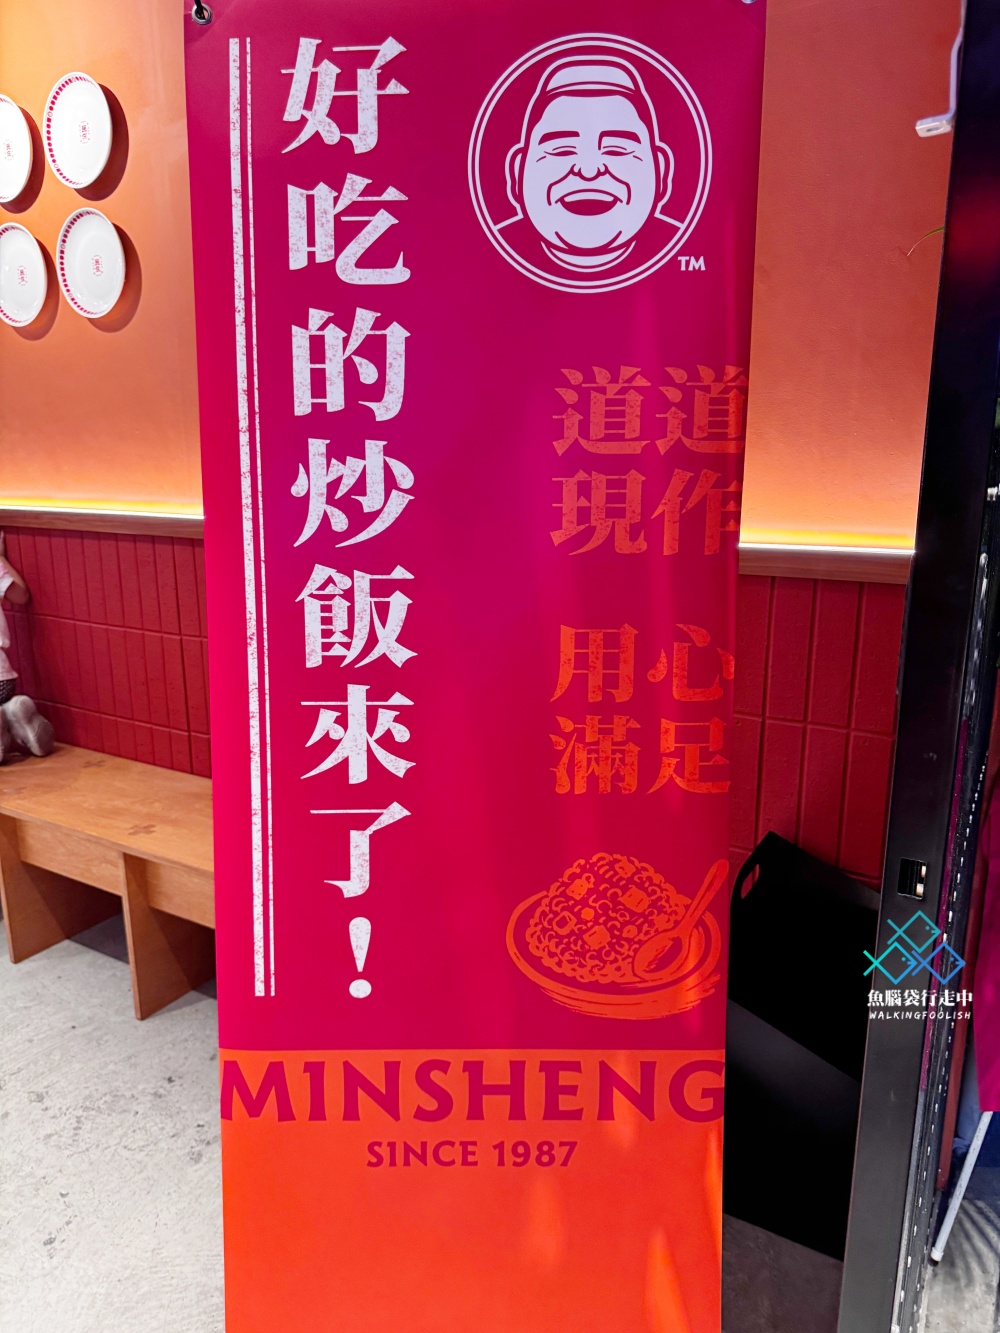 好吃的炒飯來了！
TM
道道
現作
用心
滿足
MINSHENG
SINCE 1987
魚腦袋行走中
WALKINGFOOLISH